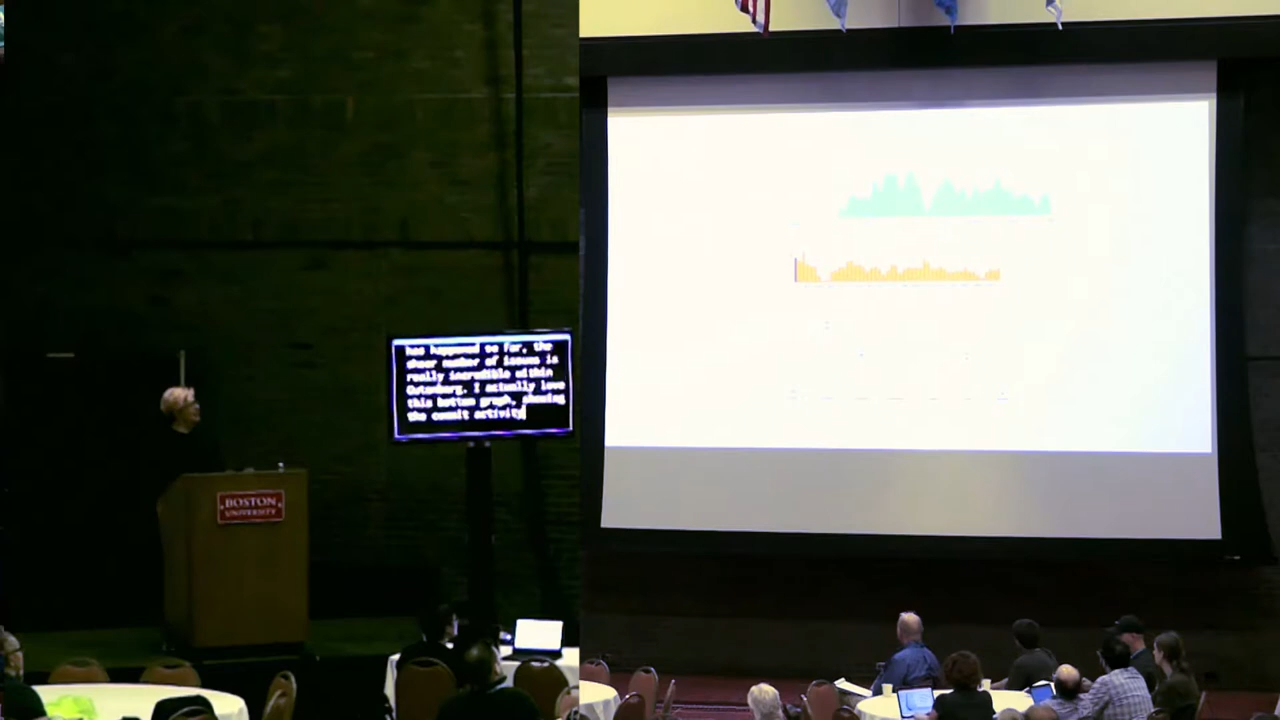 has happened so far, the
sheer number of issues is
really incredible within
Gutenberg. I actually love
this bottom graph, showing
the commit activity
BOSTON
UNIVERSITY